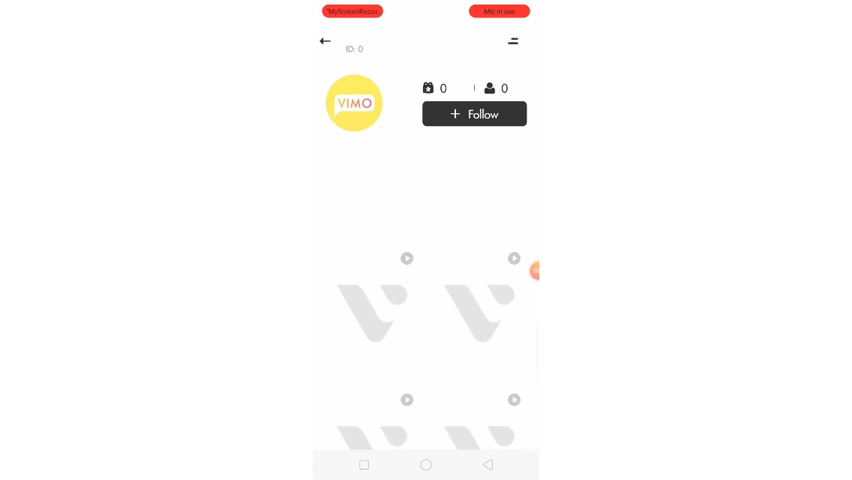 "MyScreenRecor..
Mic in use
ID: 0
0
0
VIMO
+ Follow